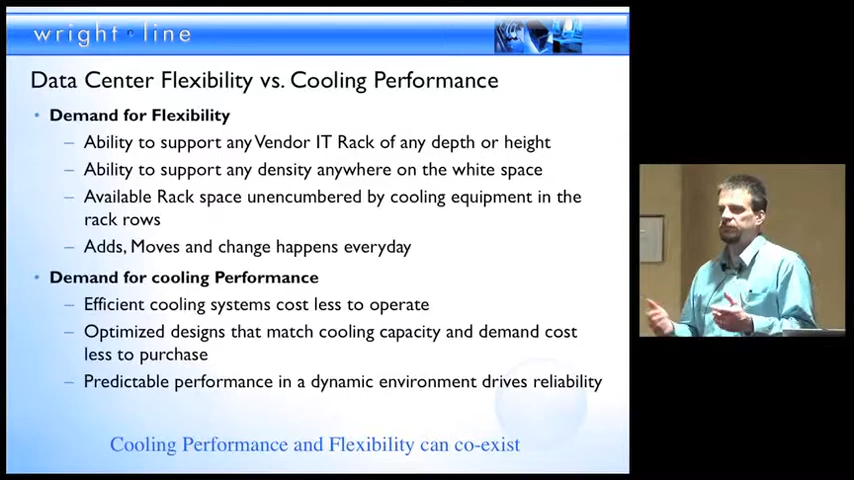 wright line
Data Center Flexibility vs. Cooling Performance
• Demand for Flexibility
– Ability to support any Vendor IT Rack of any depth or height
– Ability to support any density anywhere on the white space
– Available Rack space unencumbered by cooling equipment in the
rack rows
– Adds, Moves and change happens everyday
• Demand for cooling Performance
– Efficient cooling systems cost less to operate
– Optimized designs that match cooling capacity and demand cost
less to purchase
– Predictable performance in a dynamic environment drives reliability
Cooling Performance and Flexibility can co-exist